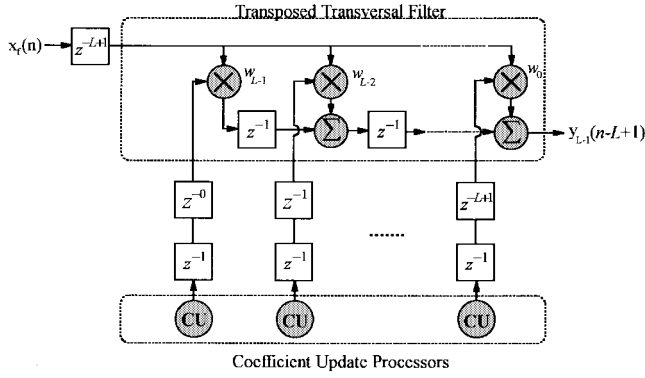 Transposed Transversal Filter
x_f(n)
z^{-L+1}
w_{L-1}
w_{L-2}
w_0
z^{-1}
Σ
z^{-1}
Σ
y_{L-1}(n-L+1)
z^{-0}
z^{-1}
z^{-L+1}
......
z^{-1}
z^{-1}
z^{-1}
CU
CU
CU
Coefficient Update Processors